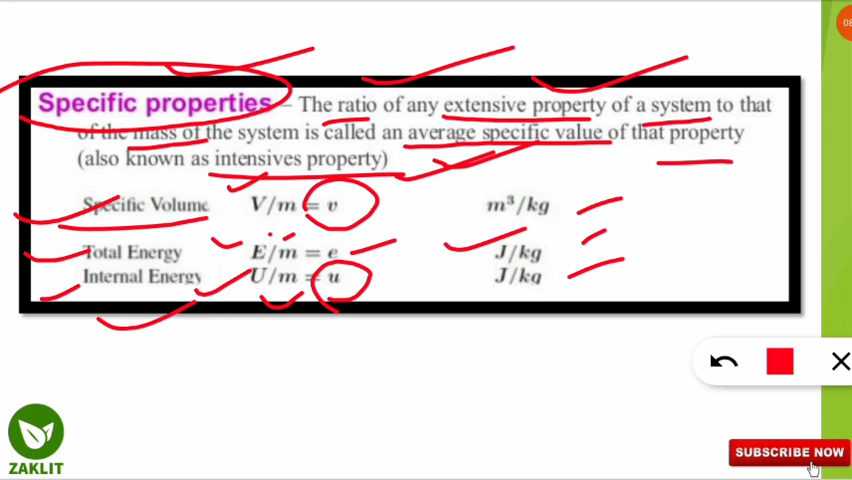 08
Specific properties – The ratio of any extensive property of a system to that
of the mass of the system is called an average specific value of that property
(also known as intensives property)
Specific Volume V/m = v m³/kg
Total Energy E/m = e J/kg
Internal Energy U/m = u J/kg
ZAKLIT
SUBSCRIBE NOW